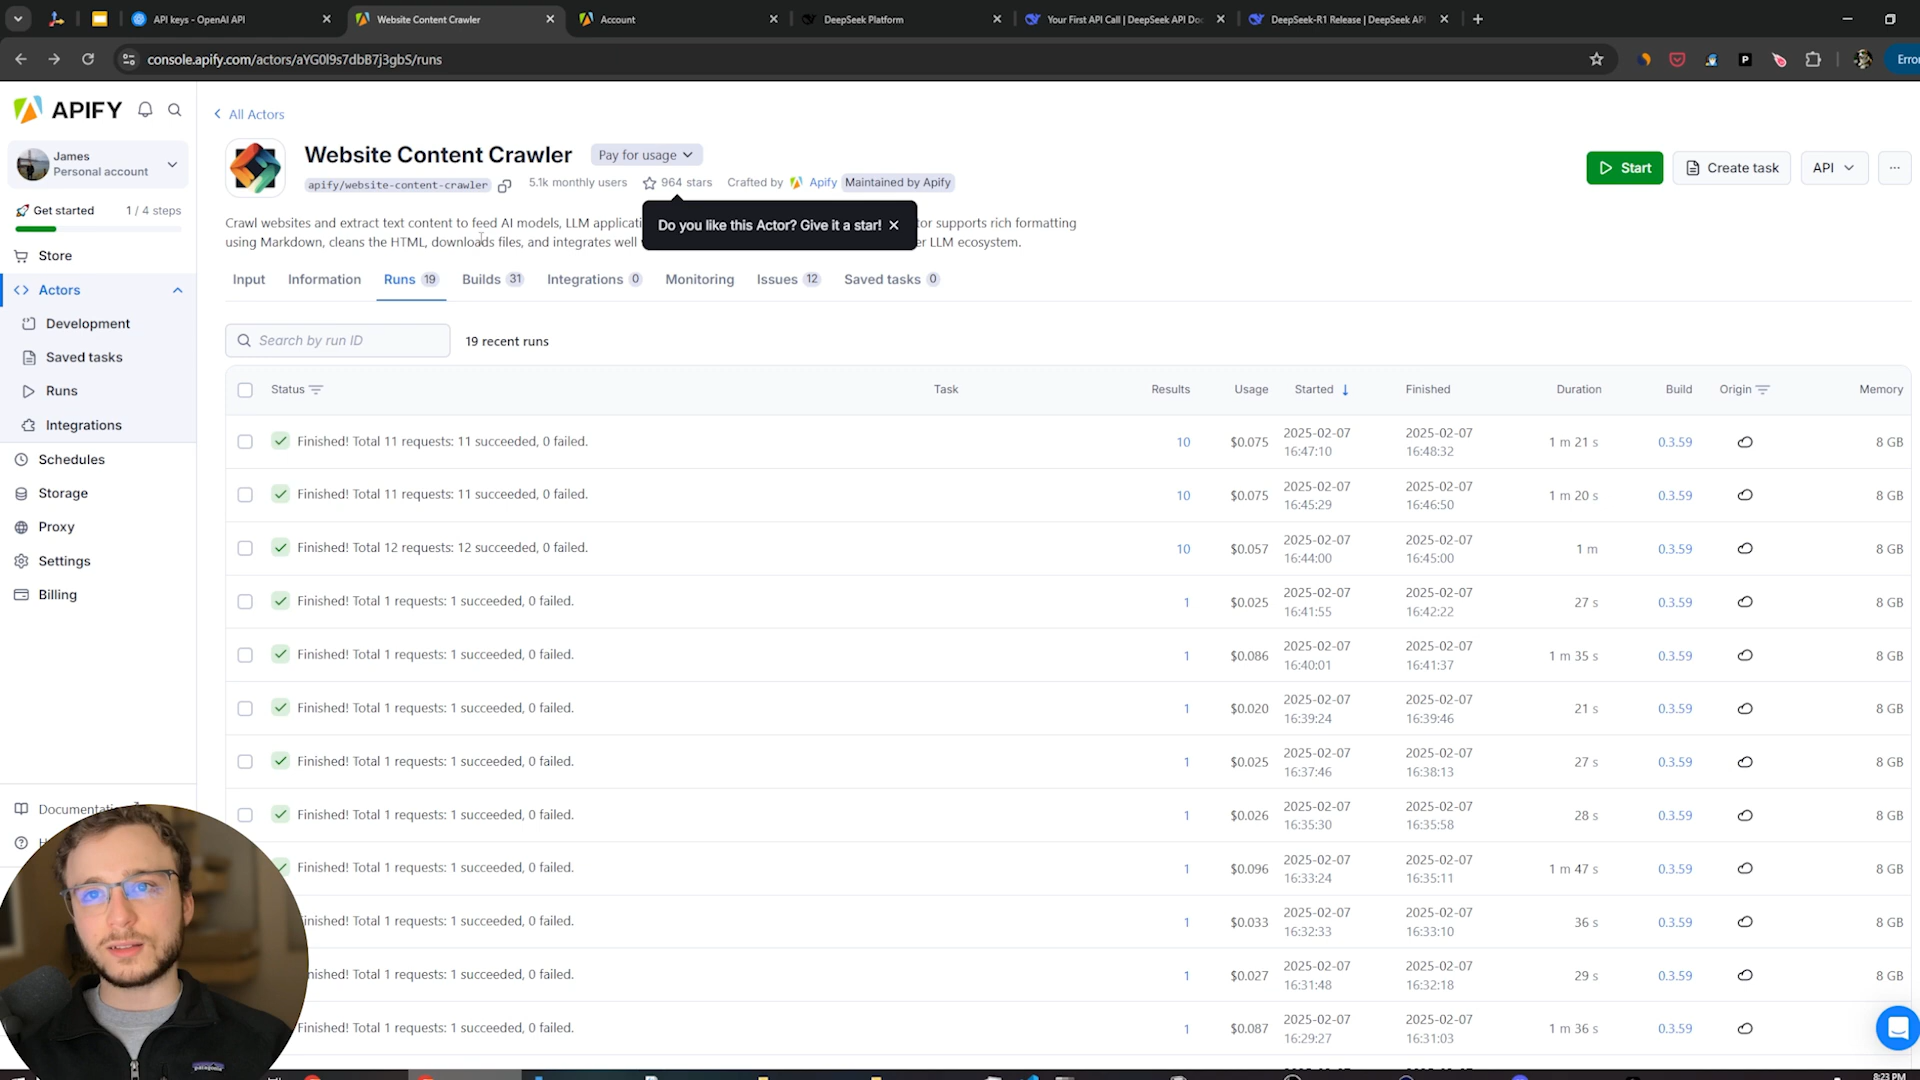 API keys - OpenAI API
Website Content Crawler
Account
DeepSeek Platform
Your First API Call | DeepSeek API Do
DeepSeek-R1 Release | DeepSeek API
console.apify.com/actors/aYG0l9s7dbB7j3gbS/runs
P
Error
APIFY
James
Personal account
Get started 1 / 4 steps
Store
Actors
Development
Saved tasks
Runs
Integrations
Schedules
Storage
Proxy
Settings
Billing
All Actors
Website Content Crawler Pay for usage
Start Create task API ...
apify/website-content-crawler 5.1k monthly users 964 stars Crafted by Apify Maintained by Apify
Crawl websites and extract text content to feed AI models, LLM applicati tor supports rich formatting
using Markdown, cleans the HTML, downloads files, and integrates well er LLM ecosystem.
Do you like this Actor? Give it a star!
Input Information Runs 19 Builds 31 Integrations 0 Monitoring Issues 12 Saved tasks 0
Search by run ID 19 recent runs
Status Task Results Usage Started Finished Duration Build Origin Memory
Finished! Total 11 requests: 11 succeeded, 0 failed. 10 $0.075 2025-02-07 16:47:10 2025-02-07 16:48:32 1 m 21 s 0.3.59 8 GB
Finished! Total 11 requests: 11 succeeded, 0 failed. 10 $0.075 2025-02-07 16:45:29 2025-02-07 16:46:50 1 m 20 s 0.3.59 8 GB
Finished! Total 12 requests: 12 succeeded, 0 failed. 10 $0.057 2025-02-07 16:44:00 2025-02-07 16:45:00 1 m 0.3.59 8 GB
Finished! Total 1 requests: 1 succeeded, 0 failed. 1 $0.025 2025-02-07 16:41:55 2025-02-07 16:42:22 27 s 0.3.59 8 GB
Finished! Total 1 requests: 1 succeeded, 0 failed. 1 $0.086 2025-02-07 16:40:01 2025-02-07 16:41:37 1 m 35 s 0.3.59 8 GB
Finished! Total 1 requests: 1 succeeded, 0 failed. 1 $0.020 2025-02-07 16:39:24 2025-02-07 16:39:46 21 s 0.3.59 8 GB
Finished! Total 1 requests: 1 succeeded, 0 failed. 1 $0.025 2025-02-07 16:37:46 2025-02-07 16:38:13 27 s 0.3.59 8 GB
Finished! Total 1 requests: 1 succeeded, 0 failed. 1 $0.026 2025-02-07 16:35:30 2025-02-07 16:35:58 28 s 0.3.59 8 GB
Finished! Total 1 requests: 1 succeeded, 0 failed. 1 $0.096 2025-02-07 16:33:24 2025-02-07 16:35:11 1 m 47 s 0.3.59 8 GB
inished! Total 1 requests: 1 succeeded, 0 failed. 1 $0.033 2025-02-07 16:32:33 2025-02-07 16:33:10 36 s 0.3.59 8 GB
nished! Total 1 requests: 1 succeeded, 0 failed. 1 $0.027 2025-02-07 16:31:48 2025-02-07 16:32:18 29 s 0.3.59 8 GB
inished! Total 1 requests: 1 succeeded, 0 failed. 1 $0.087 2025-02-07 16:29:27 2025-02-07 16:31:03 1 m 36 s 0.3.59 8 GB
Documentati
H
patagonia
8:23 PM